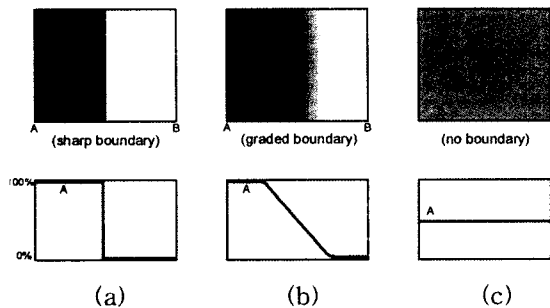 A B A B
(sharp boundary) (graded boundary) (no boundary)
100% A A A
0%
(a) (b) (c)